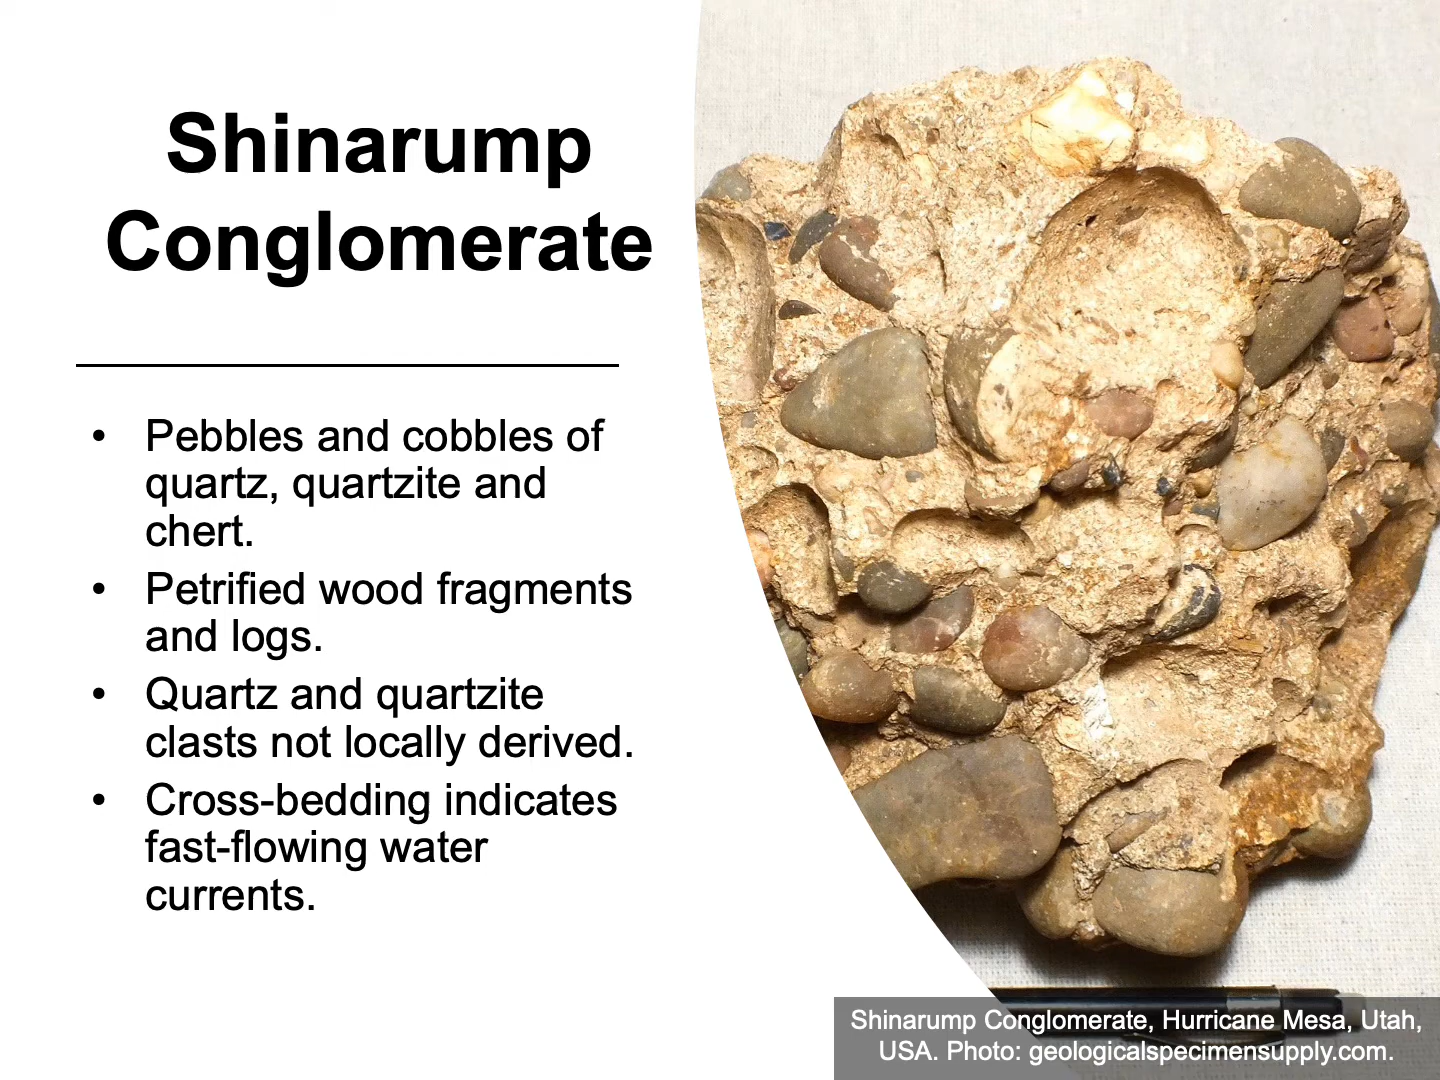 Shinarump
Conglomerate
• Pebbles and cobbles of
quartz, quartzite and
chert.
• Petrified wood fragments
and logs.
• Quartz and quartzite
clasts not locally derived.
• Cross-bedding indicates
fast-flowing water
currents.
Shinarump Conglomerate, Hurricane Mesa, Utah,
USA. Photo: geologicalspecimensupply.com.